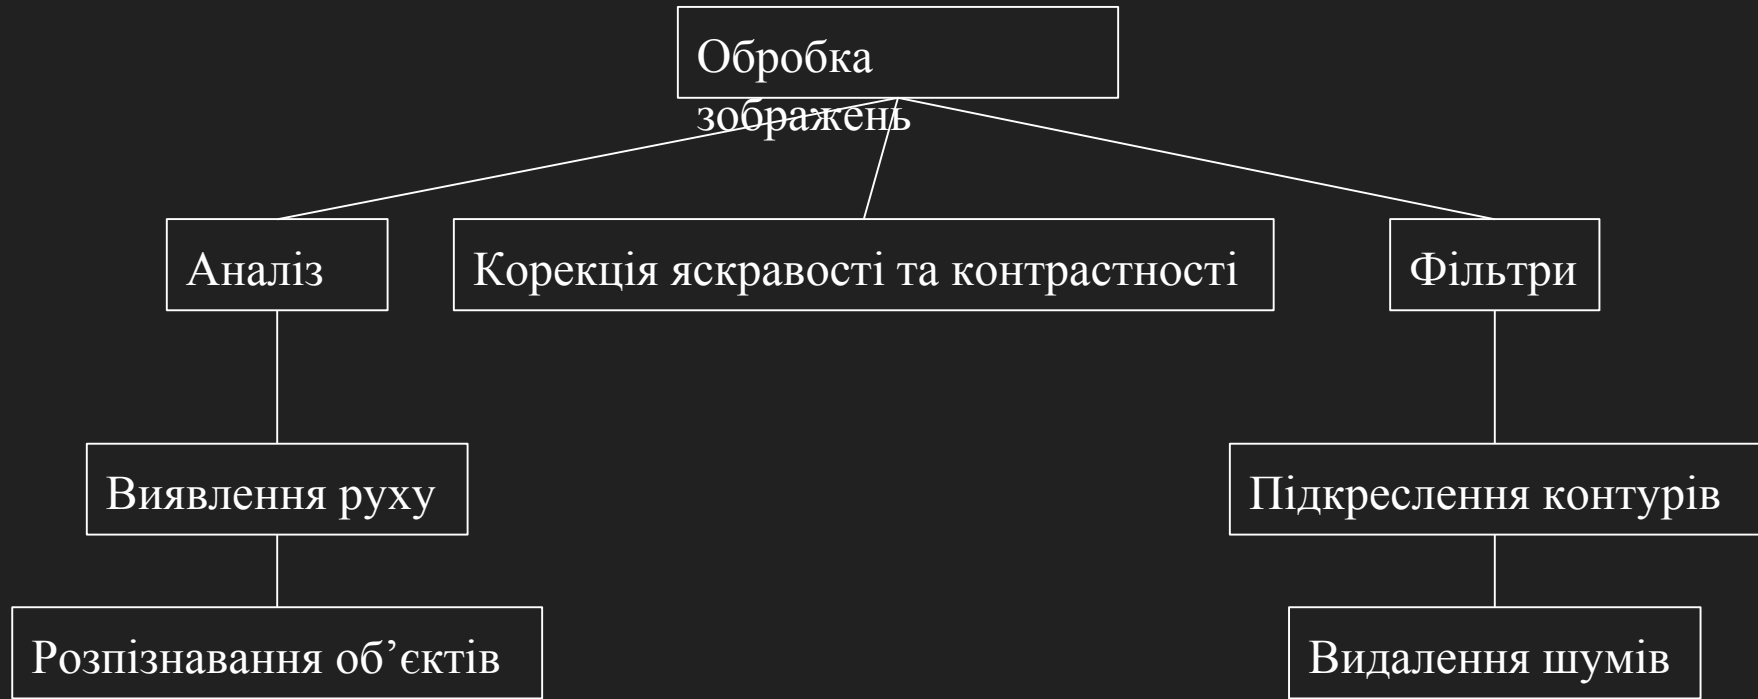 Обробка
зображень
Аналіз
Корекція яскравості та контрастності
Фільтри
Виявлення руху
Підкреслення контурів
Розпізнавання об’єктів
Видалення шумів